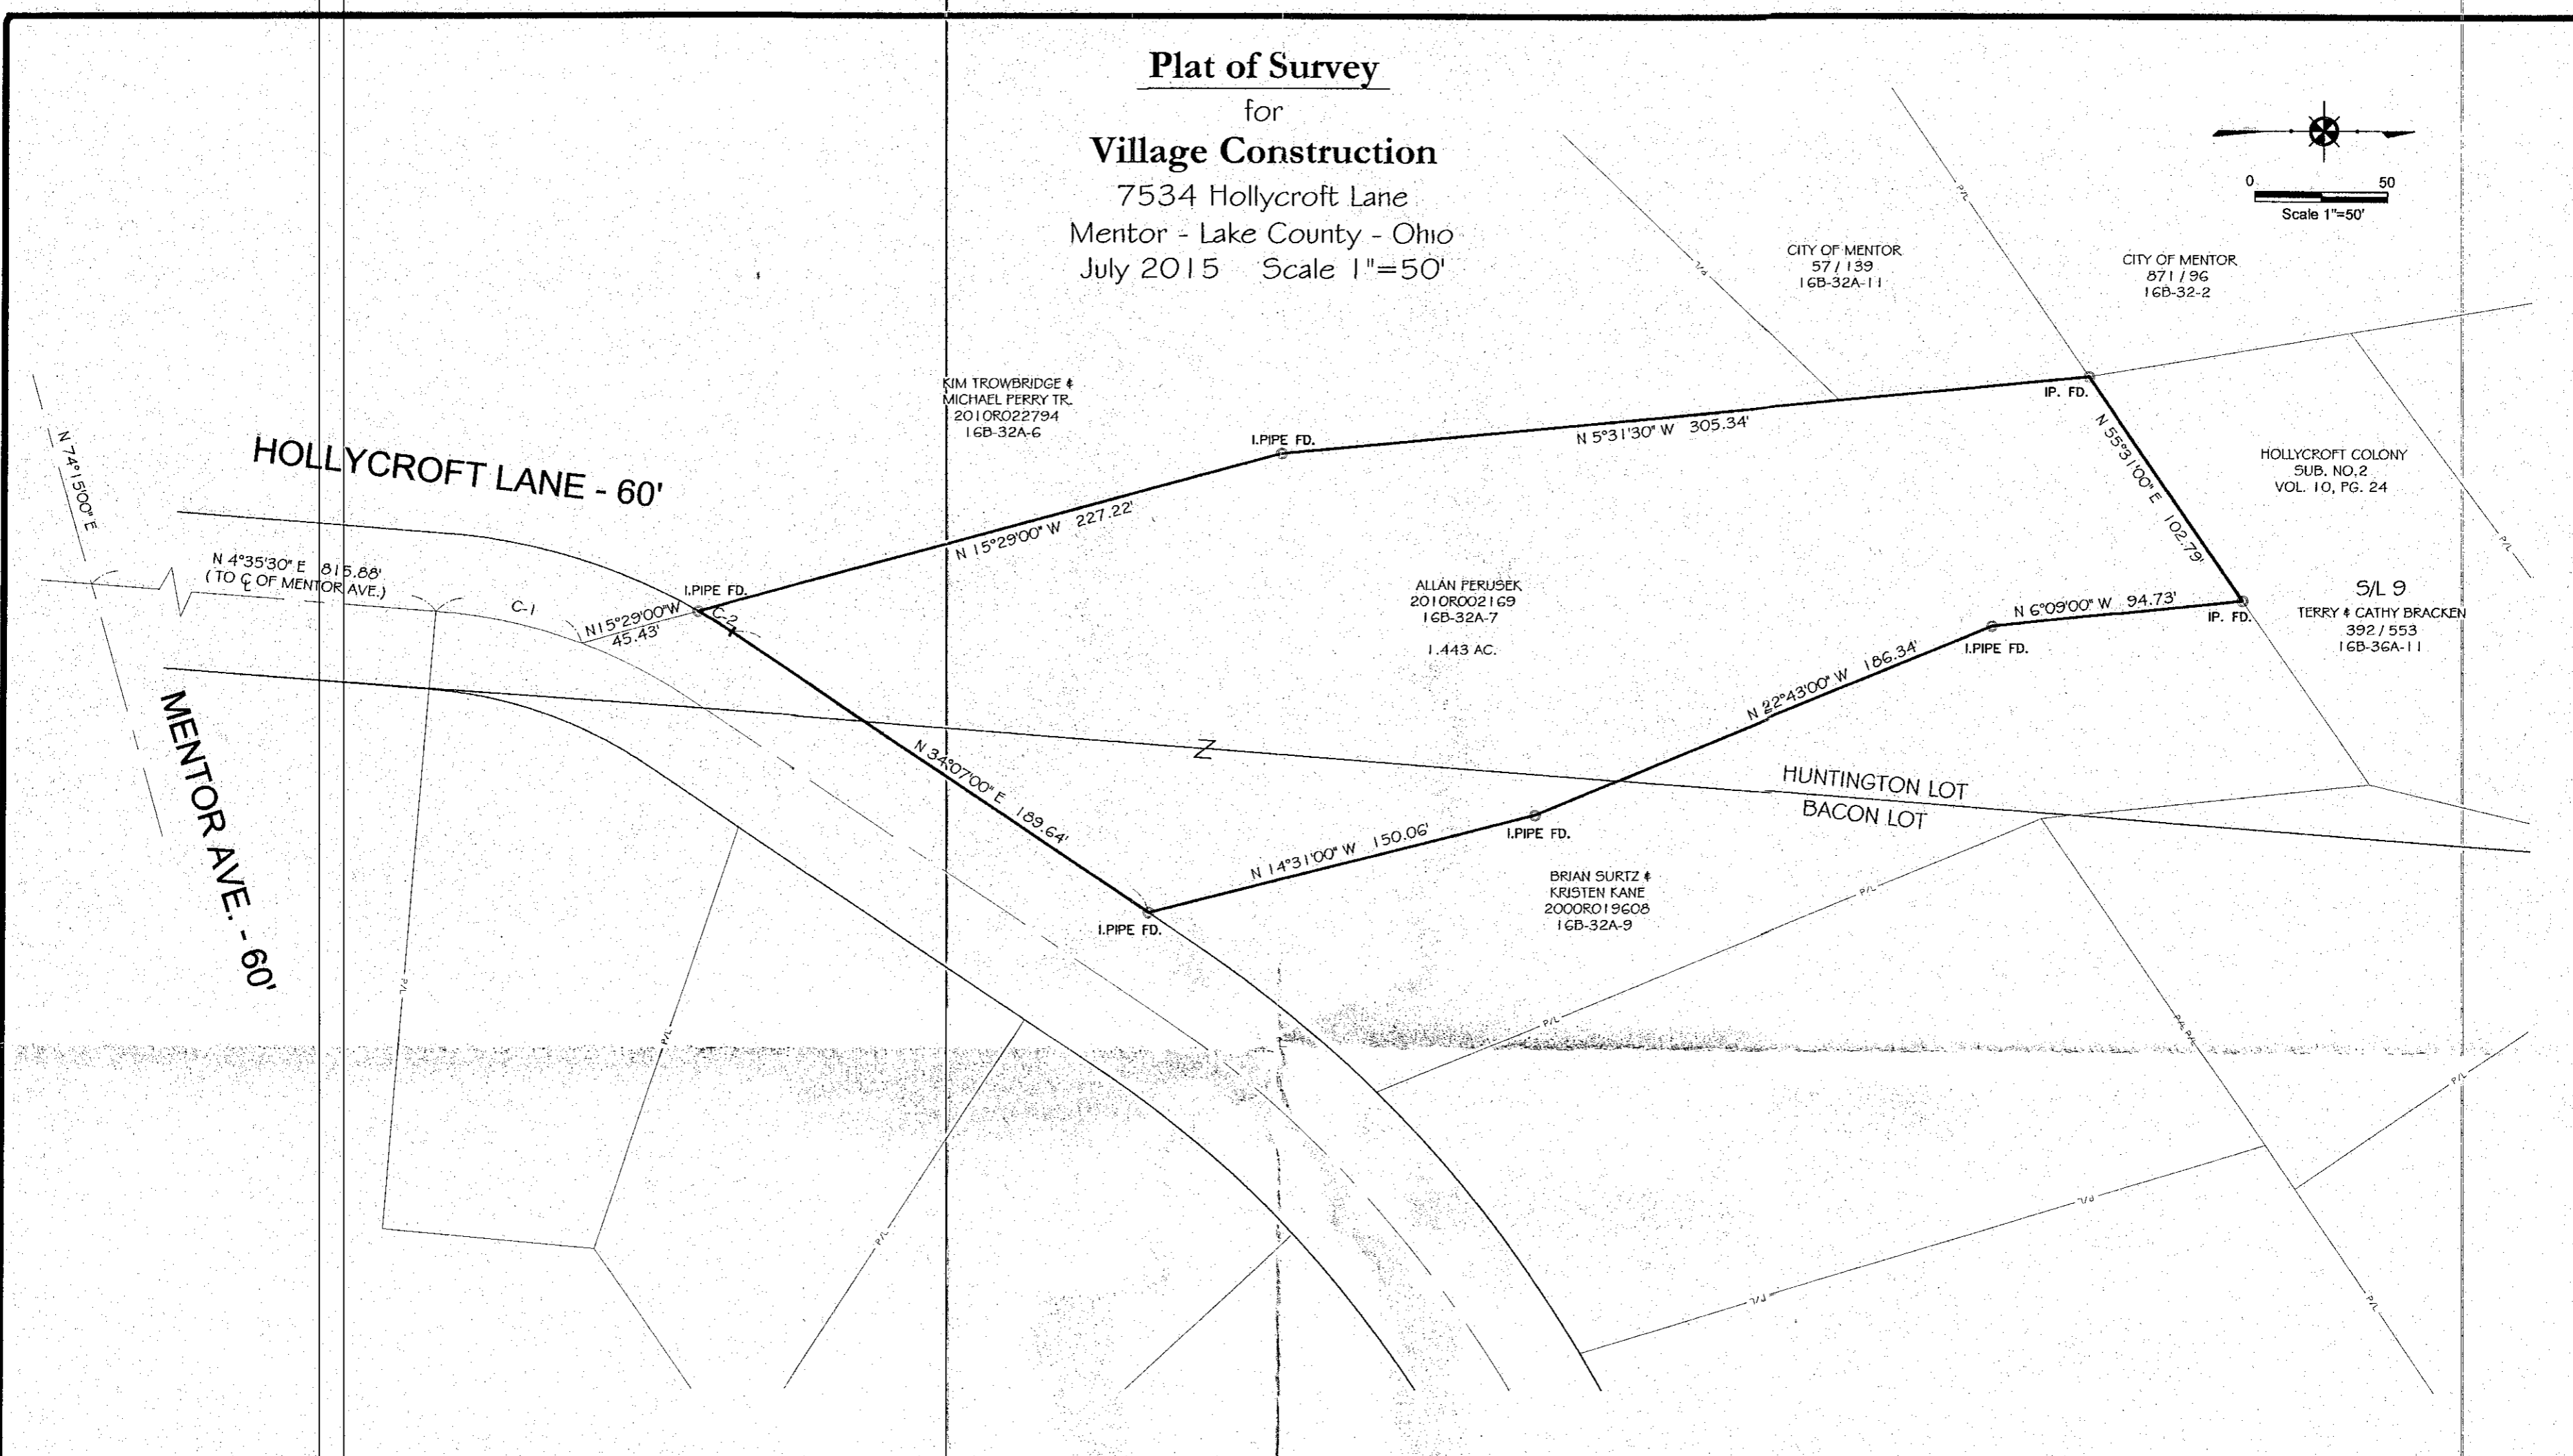 Plat of Survey
for
Village Construction
7534 Hollycroft Lane
Mentor - Lake County - Ohio
July 2015 Scale 1"=50'
0 50
Scale 1"=50'
CITY OF MENTOR
57 / 139
16B-32A-11
CITY OF MENTOR
871 / 96
16B-32-2
P/L
P/L
KIM TROWBRIDGE &
MICHAEL PERRY TR.
2010R022794
16B-32A-6
I.PIPE FD.
N 5°31'30" W 305.34'
IP. FD.
N 55°31'00" E 102.79'
HOLLYCROFT COLONY
SUB. NO.2
VOL. 10, PG. 24
P/L
N 74°15'00" E
HOLLYCROFT LANE - 60'
N 4°35'30" E 815.88'
( TO ℄ OF MENTOR AVE.)
C-1
N15°29'00"W
45.43'
I.PIPE FD.
C-2
N 15°29'00" W 227.22'
ALLAN PERUSEK
2010R002169
16B-32A-7
1.443 AC.
N 6°09'00" W 94.73'
IP. FD.
I.PIPE FD.
S/L 9
TERRY & CATHY BRACKEN
392 / 553
16B-36A-11
N 22°43'00" W 186.34'
MENTOR AVE. - 60'
N 34°07'00" E 189.64'
Z
HUNTINGTON LOT
BACON LOT
N 14°31'00" W 150.06'
I.PIPE FD.
I.PIPE FD.
BRIAN SURTZ &
KRISTEN KANE
2000R019608
16B-32A-9
P/L
P/L
P/L
P/L
P/L
P/L
P/L
P/L
P/L
P/L
P/L